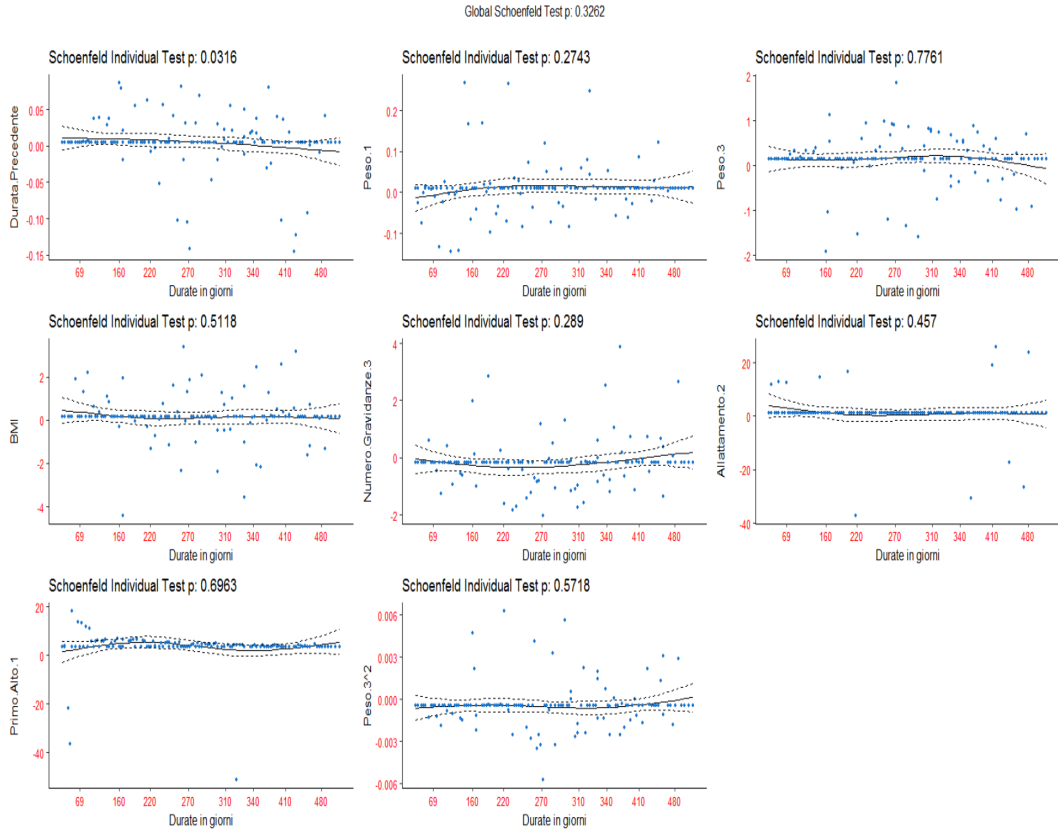 Global Schoenfeld Test p: 0.3262
Schoenfeld Individual Test p: 0.0316
Durata.Precedente
0.05
0.00
-0.05
-0.10
-0.15
69 160 220 270 310 340 410 480
Durate in giorni
Schoenfeld Individual Test p: 0.2743
Peso.1
0.2
0.1
0.0
-0.1
69 160 220 270 310 340 410 480
Durate in giorni
Schoenfeld Individual Test p: 0.7761
Peso.3
2
1
0
-1
-2
69 160 220 270 310 340 410 480
Durate in giorni
Schoenfeld Individual Test p: 0.5118
BMI
2
0
-2
-4
69 160 220 270 310 340 410 480
Durate in giorni
Schoenfeld Individual Test p: 0.289
Numero.Gravidanze.3
4
2
0
-2
69 160 220 270 310 340 410 480
Durate in giorni
Schoenfeld Individual Test p: 0.457
Allattamento.2
20
0
-20
-40
69 160 220 270 310 340 410 480
Durate in giorni
Schoenfeld Individual Test p: 0.6963
Primo.Alto.1
20
0
-20
-40
69 160 220 270 310 340 410 480
Durate in giorni
Schoenfeld Individual Test p: 0.5718
Peso.3^2
0.006
0.003
0.000
-0.003
-0.006
69 160 220 270 310 340 410 480
Durate in giorni